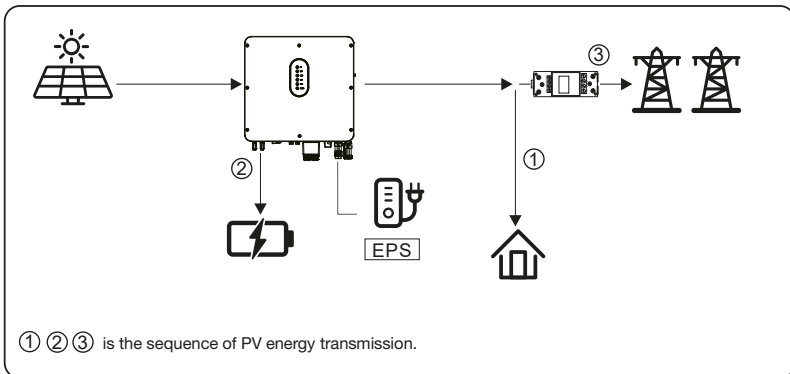 ③
②
①
EPS
① ② ③ is the sequence of PV energy transmission.